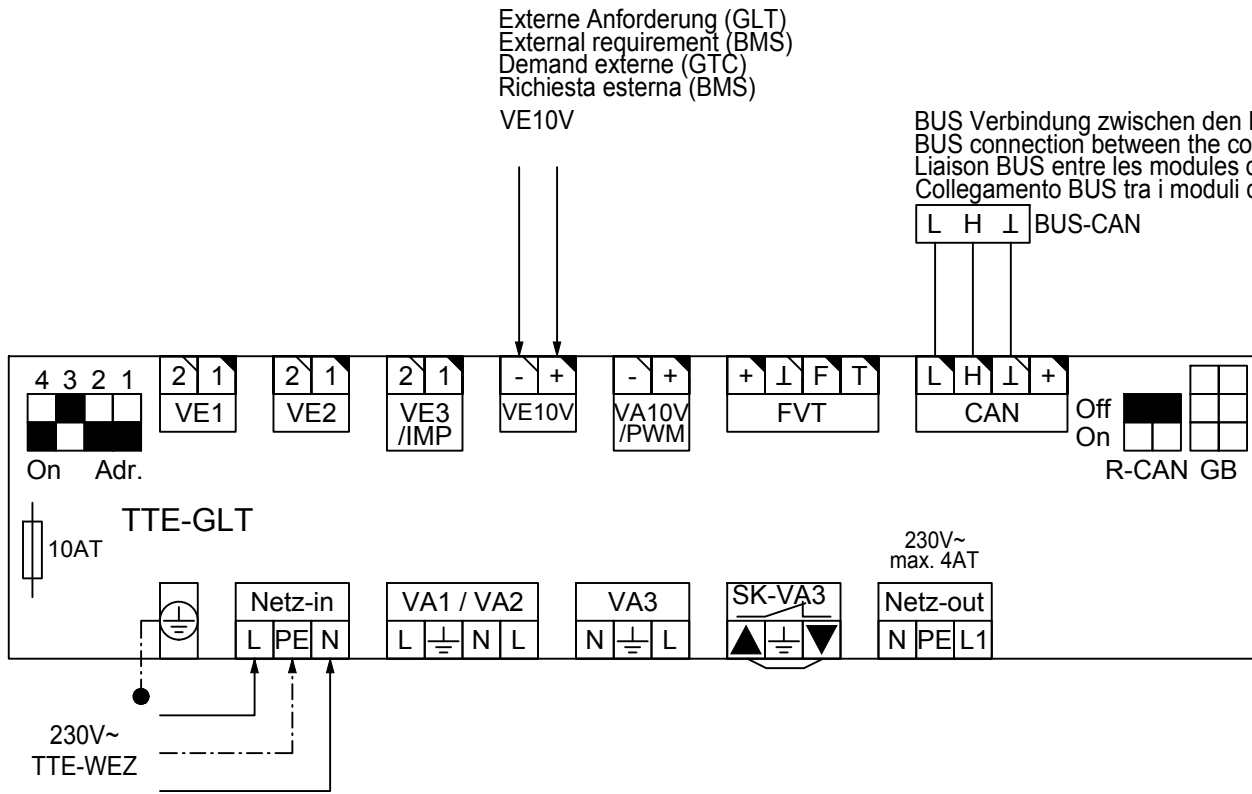 Externe Anforderung (GLT)
External requirement (BMS)
Demand externe (GTC)
Richiesta esterna (BMS)
VE10V
BUS Verbindung zwischen den
BUS connection between the
Liaison BUS entre les modules
Collegamento BUS tra i moduli
L H ⊥ BUS-CAN
4 3 2 1
On Adr.
2 1
VE1
2 1
VE2
2 1
VE3
/IMP
- +
VE10V
- +
VA10V
/PWM
+ ⊥ F T
FVT
L H ⊥ +
CAN
Off
On
R-CAN GB
TTE-GLT
10AT
230V~
max. 4AT
Netz-in
L PE N
VA1 / VA2
L N L
VA3
N L
SK-VA3
Netz-out
N PE L1
230V~
TTE-WEZ